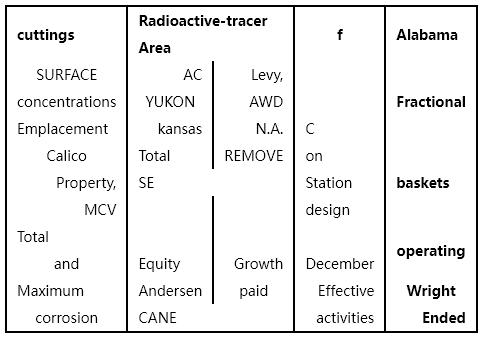 cuttings Radioactive-tracer Area f Alabama
SURFACE AC Levy,
concentrations YUKON AWD Fractional
Emplacement kansas N.A. C
Calico Total REMOVE on
Property, SE Station baskets
MCV design
Total
operating
and Equity Growth December
Maximum Andersen paid Effective Wright
corrosion CANE activities Ended